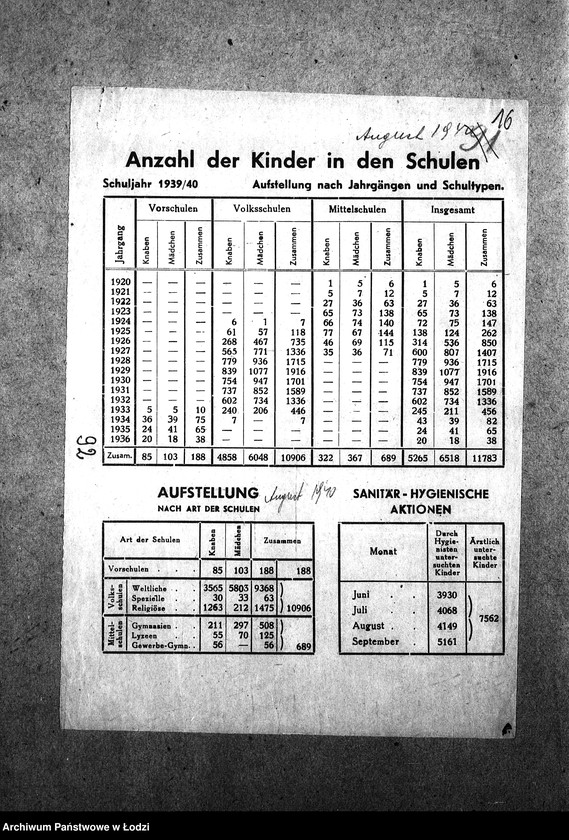 16
August 1940
91
Anzahl der Kinder in den Schulen
Schuljahr 1939/40 Aufstellung nach Jahrgängen und Schultypen.
Jahrgang Vorschulen Volksschulen Mittelschulen Insgesamt
Knaben Mädchen Zusammen Knaben Mädchen Zusammen Knaben Mädchen Zusammen Knaben Mädchen Zusammen
1920 — — — — — — 1 5 6 1 5 6
1921 — — — — — — 5 7 12 5 7 12
1922 — — — — — — 27 36 63 27 36 63
1923 — — — — — — 65 73 138 65 73 138
1924 — — — 6 1 7 66 74 140 72 75 147
1925 — — — 61 57 118 77 67 144 138 124 262
1926 — — — 268 467 735 46 69 115 314 536 850
1927 — — — 565 771 1336 35 36 71 600 807 1407
1928 — — — 779 936 1715 — — — 779 936 1715
1929 — — — 839 1077 1916 — — — 839 1077 1916
1930 — — — 754 947 1701 — — — 754 947 1701
1931 — — — 737 852 1589 — — — 737 852 1589
1932 — — — 602 734 1336 — — — 602 734 1336
1933 5 5 10 240 206 446 — — — 245 211 456
1934 36 39 75 7 7 — — — 43 39 82
1935 24 41 65 — — — — — — 24 41 65
1936 20 18 38 — — — — — — 20 18 38
Zusam. 85 103 188 4858 6048 10906 322 367 689 5265 6518 11783
92
AUFSTELLUNG August 1940
NACH ART DER SCHULEN
Art der Schulen Knaben Mädchen Zusammen
Vorschulen . . . 85 103 188 188
Volksschulen
Weltliche . . 3565 5803 9368
Spezielle . . 30 33 63
Religiöse . . 1263 212 1475 10906
Mittelschulen
Gymnasien . . 211 297 508
Lyzeen . . 55 70 125
Gewerbe-Gymn. . 56 — 56 689
SANITÄR-HYGIENISCHE
AKTIONEN
Monat Durch Hygienisten untersuchten Kinder Ärztlich untersuchte Kinder
Juni . . 3930
Juli . . 4068
August . . 4149
September . 5161
7562
Archiwum Państwowe w Łodzi